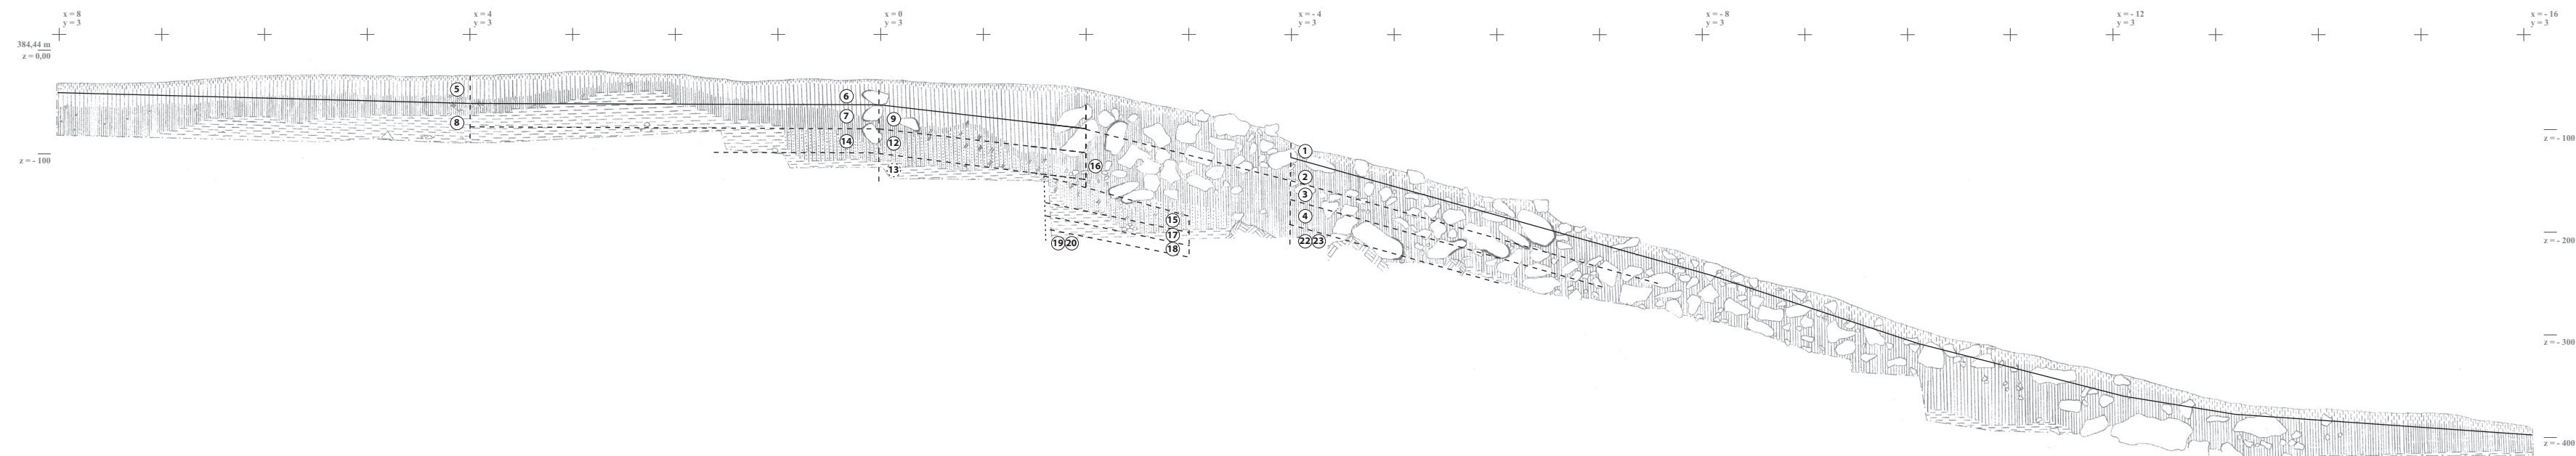 x = 8
y = 3
x = 4
y = 3
x = 0
y = 3
x = - 4
y = 3
x = - 8
y = 3
x = - 12
y = 3
x = - 16
y = 3
384,44 m
z = 0,00
z = - 100
z = - 100
z = - 200
z = - 300
z = - 400
5
8
6
7
14
9
12
13
16
15
17
18
19 20
1
2
3
4
22 23